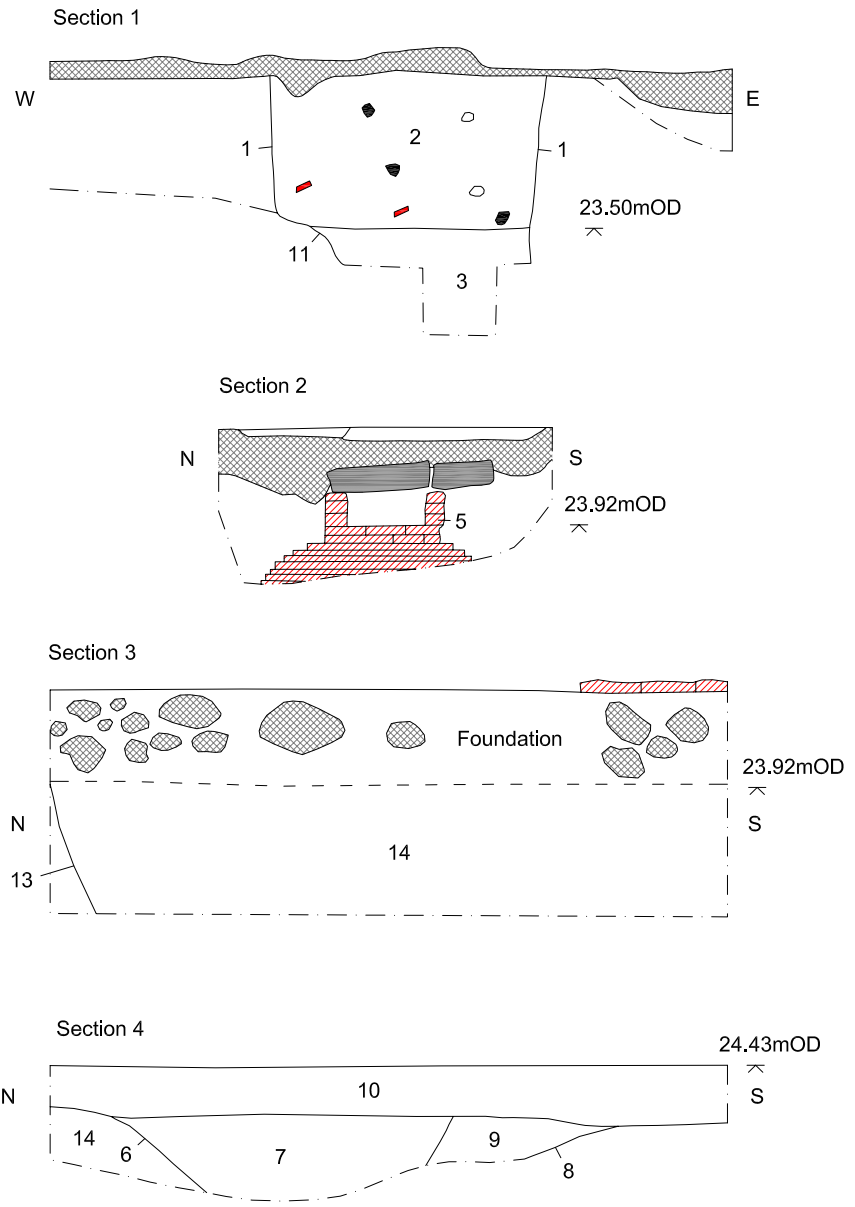 Section 1
W
E
1
2
1
23.50mOD
11
3
Section 2
N
S
23.92mOD
5
Section 3
Foundation
23.92mOD
N
S
14
13
Section 4
24.43mOD
N
10
S
14
6
7
9
8